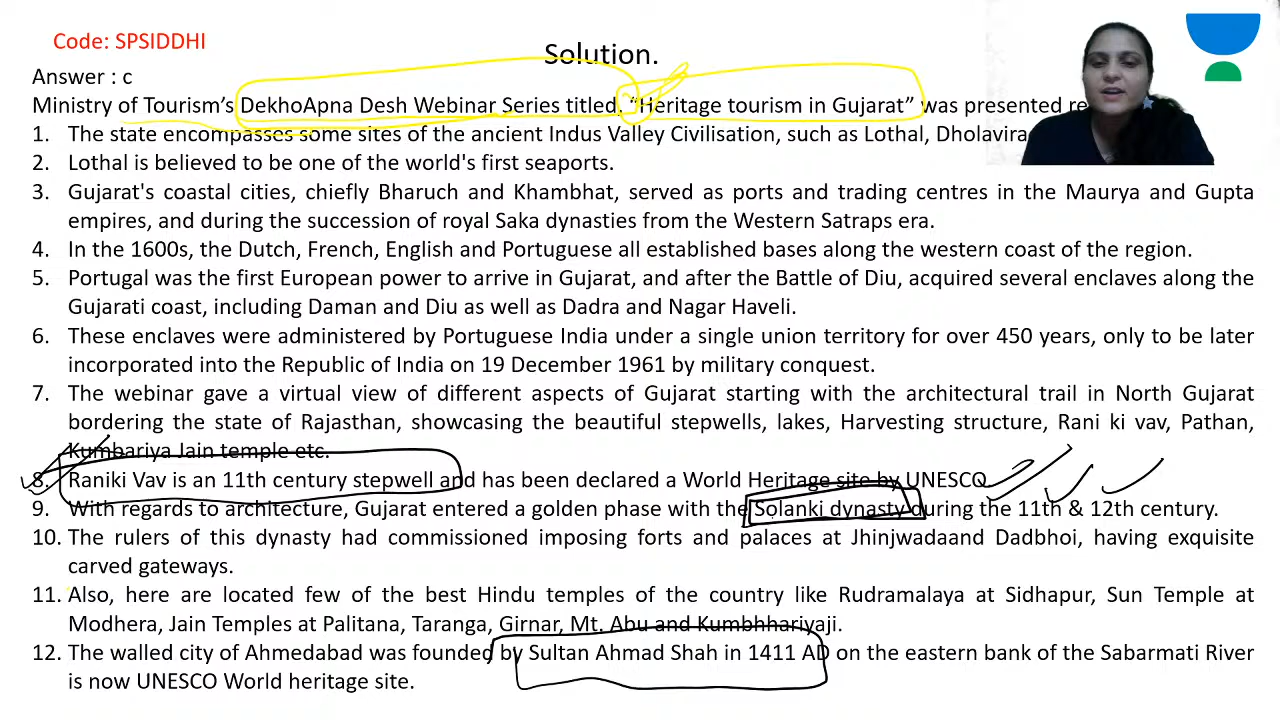 Code: SPSIDDHI
Solution.
Answer : c
Ministry of Tourism's DekhoApna Desh Webinar Series titled, “Heritage tourism in Gujarat” was presented
1. The state encompasses some sites of the ancient Indus Valley Civilisation, such as Lothal, Dholavira
2. Lothal is believed to be one of the world's first seaports.
3. Gujarat's coastal cities, chiefly Bharuch and Khambhat, served as ports and trading centres in the Maurya and Gupta
empires, and during the succession of royal Saka dynasties from the Western Satraps era.
4. In the 1600s, the Dutch, French, English and Portuguese all established bases along the western coast of the region.
5. Portugal was the first European power to arrive in Gujarat, and after the Battle of Diu, acquired several enclaves along the
Gujarati coast, including Daman and Diu as well as Dadra and Nagar Haveli.
6. These enclaves were administered by Portuguese India under a single union territory for over 450 years, only to be later
incorporated into the Republic of India on 19 December 1961 by military conquest.
7. The webinar gave a virtual view of different aspects of Gujarat starting with the architectural trail in North Gujarat
bordering the state of Rajasthan, showcasing the beautiful stepwells, lakes, Harvesting structure, Rani ki vav, Pathan,
Kumbariya Jain temple etc.
8. Raniki Vav is an 11th century stepwell and has been declared a World Heritage site by UNESCO
9. With regards to architecture, Gujarat entered a golden phase with the Solanki dynasty during the 11th & 12th century.
10. The rulers of this dynasty had commissioned imposing forts and palaces at Jhinjwadaand Dadbhoi, having exquisite
carved gateways.
11. Also, here are located few of the best Hindu temples of the country like Rudramalaya at Sidhapur, Sun Temple at
Modhera, Jain Temples at Palitana, Taranga, Girnar, Mt. Abu and Kumbhhariyaji.
12. The walled city of Ahmedabad was founded by Sultan Ahmad Shah in 1411 AD on the eastern bank of the Sabarmati River
is now UNESCO World heritage site.